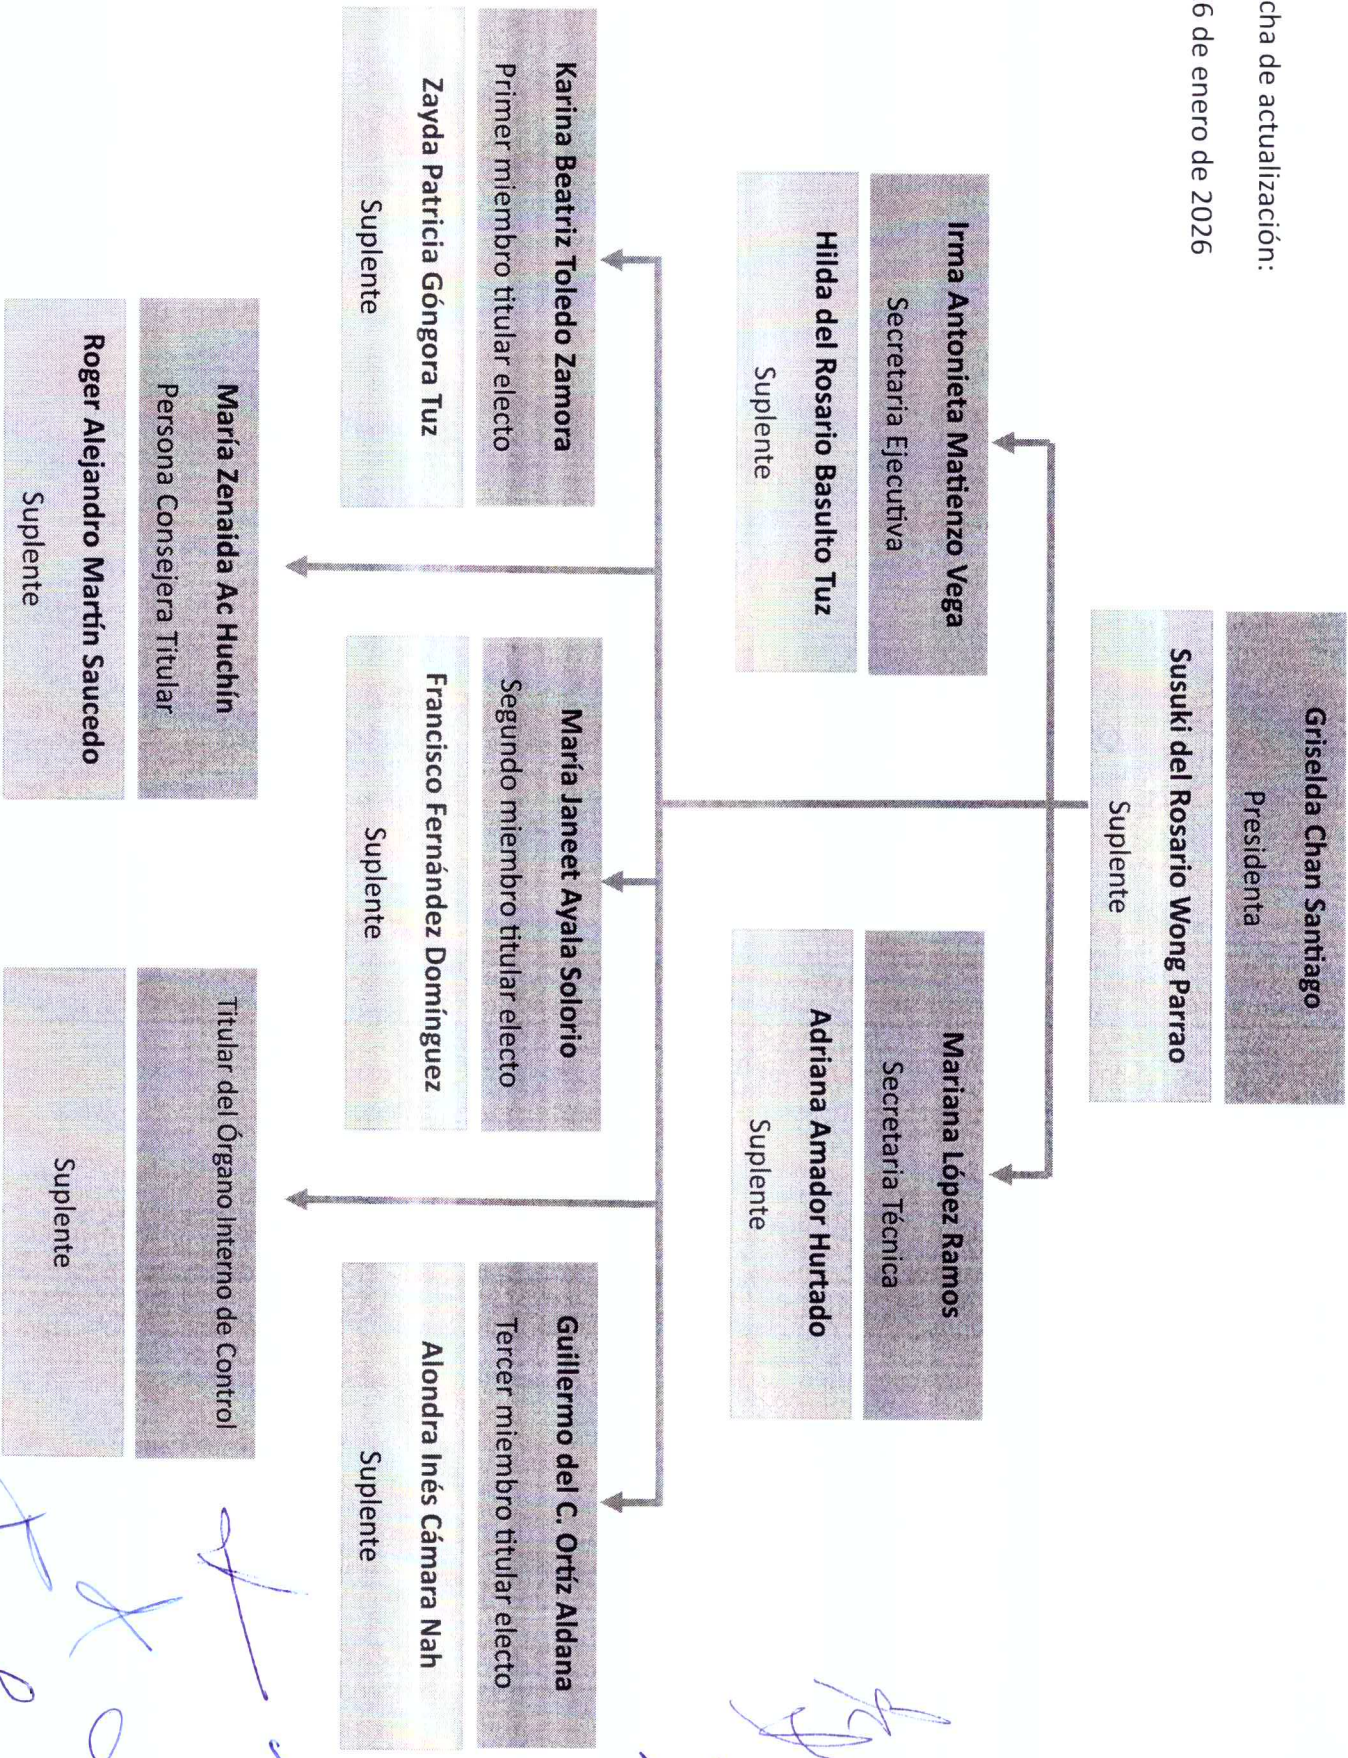 cha de actualización:
6 de enero de 2026
Griselda Chan Santiago
Presidenta
Susuki del Rosario Wong Parrao
Suplente
Irma Antonieta Matienzo Vega
Secretaria Ejecutiva
Hilda del Rosario Basulto Tuz
Suplente
Mariana López Ramos
Secretaria Técnica
Adriana Amador Hurtado
Suplente
Karina Beatriz Toledo Zamora
Primer miembro titular electo
Zayda Patricia Góngora Tuz
Suplente
María Janeet Ayala Solorio
Segundo miembro titular electo
Francisco Fernández Domínguez
Suplente
Guillermo del C. Ortíz Aldana
Tercer miembro titular electo
Alondra Inés Cámara Nah
Suplente
María Zenaida Ac Huchín
Persona Consejera Titular
Roger Alejandro Martín Saucedo
Suplente
Titular del Órgano Interno de Control
Suplente